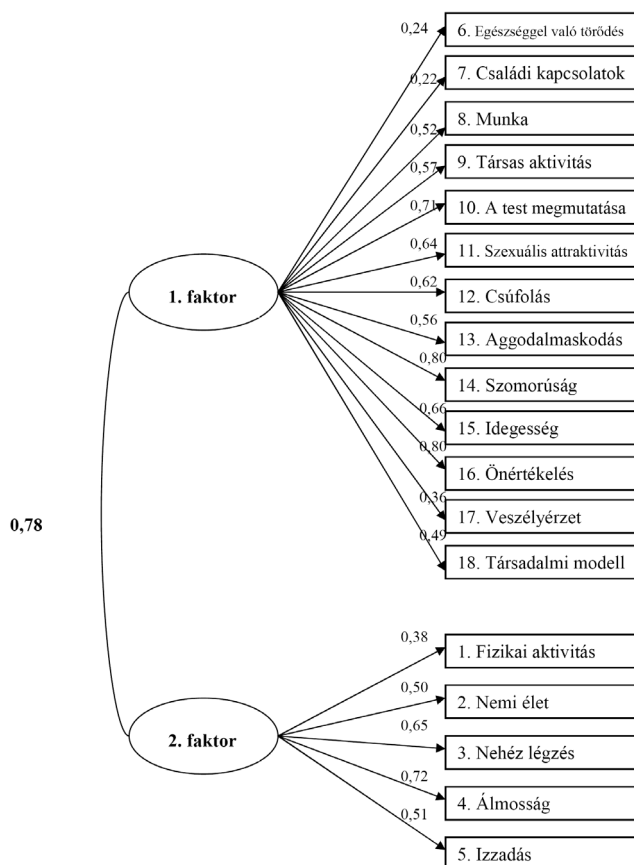 0,24
6. Egészséggel való törődés
0,22
7. Családi kapcsolatok
0,52
8. Munka
0,57
9. Társas aktivitás
0,71
10. A test megmutatása
0,64
11. Szexuális attraktivitás
0,62
12. Csúfolás
0,56
13. Aggodalmaskodás
0,80
14. Szomorúság
0,66
15. Idegesség
0,80
16. Önértékelés
0,36
17. Veszélyérzet
0,49
18. Társadalmi modell
1. faktor
0,78
0,38
1. Fizikai aktivitás
0,50
2. Nemi élet
0,65
3. Nehéz légzés
0,72
4. Álmosság
0,51
5. Izzadás
2. faktor